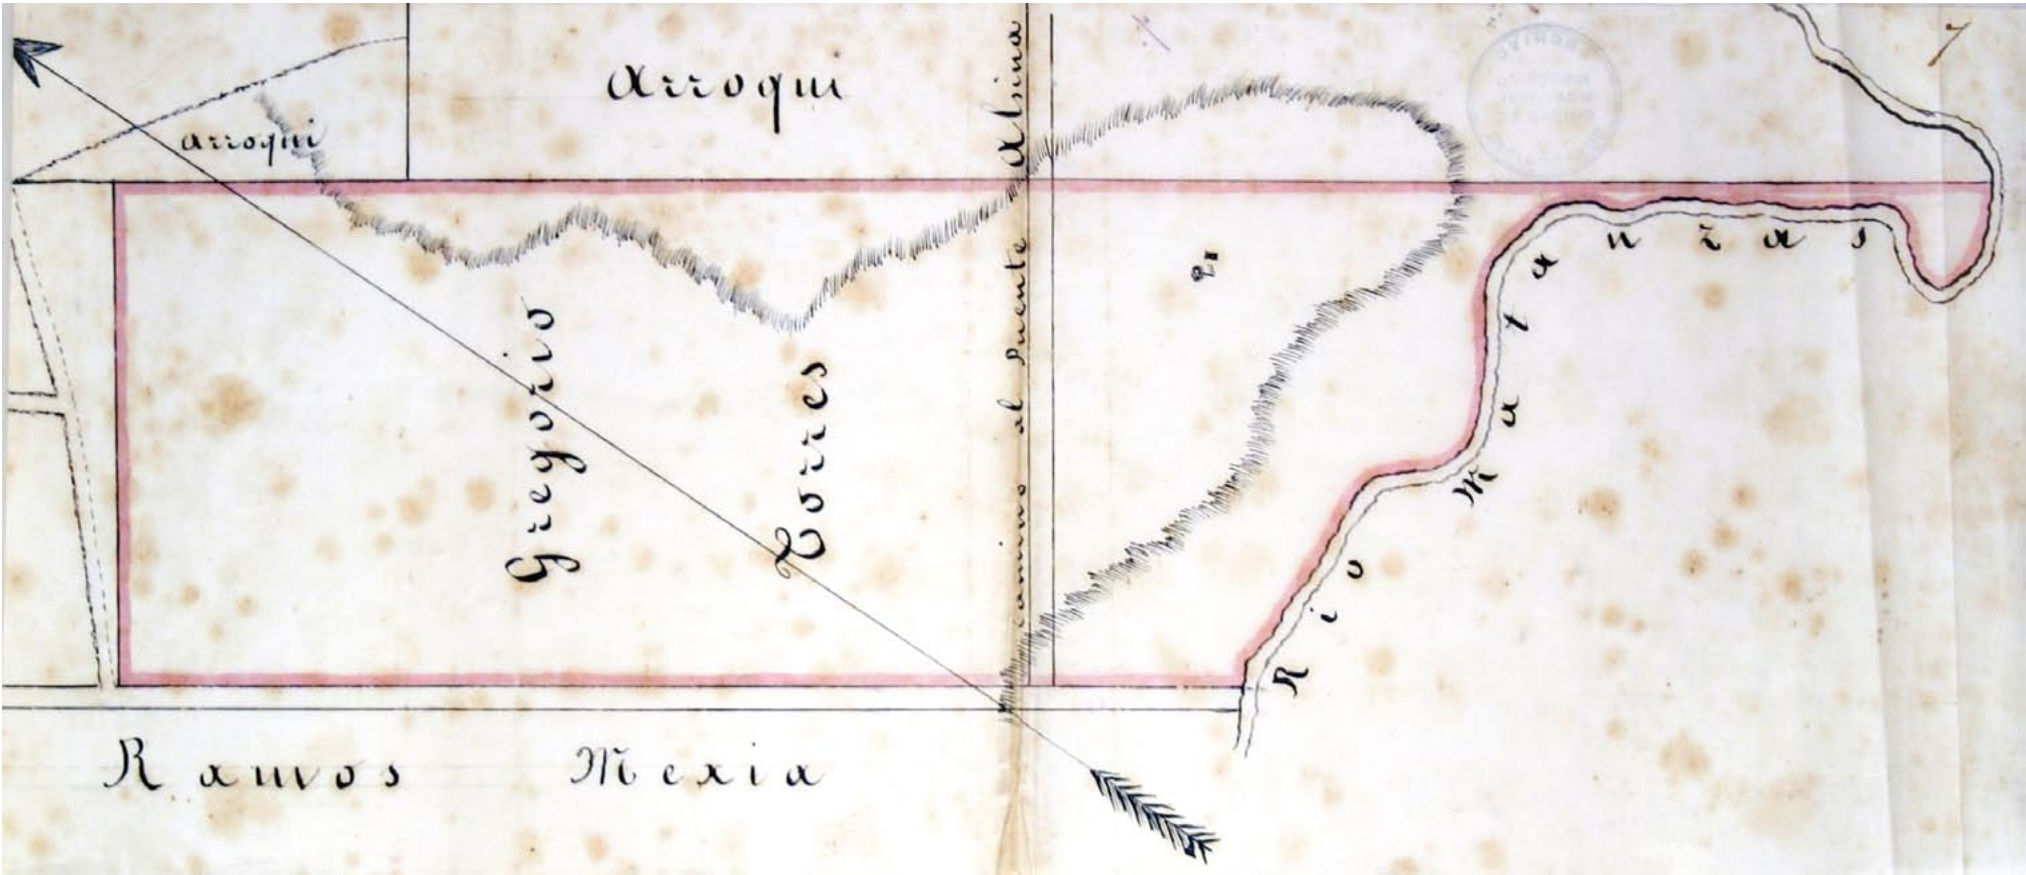 Arroqui
arroqui
camino al Puente Alsina
Gregorio
Torres
Rio Matanzas
Ramos Mexia
7